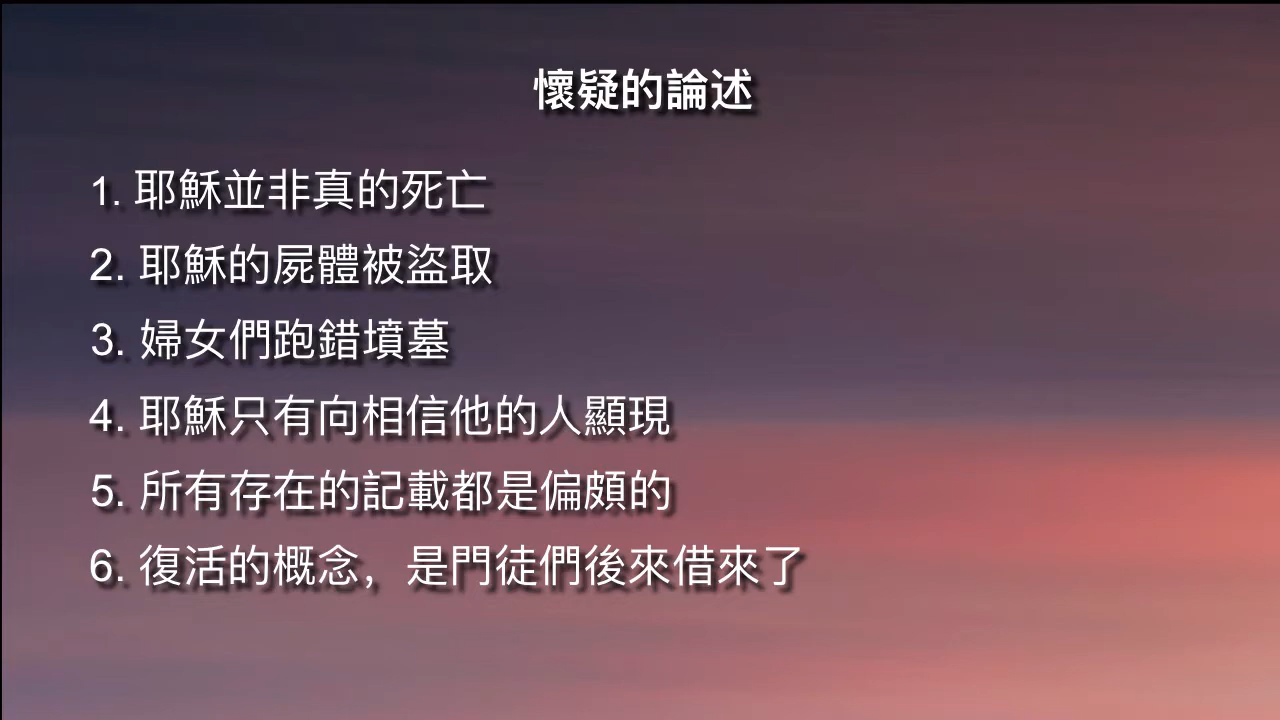 懷疑的論述
1. 耶穌並非真的死亡
2. 耶穌的屍體被盜取
3. 婦女們跑錯墳墓
4. 耶穌只有向相信他的人顯現
5. 所有存在的記載都是偏頗的
6. 復活的概念，是門徒們後來借來了